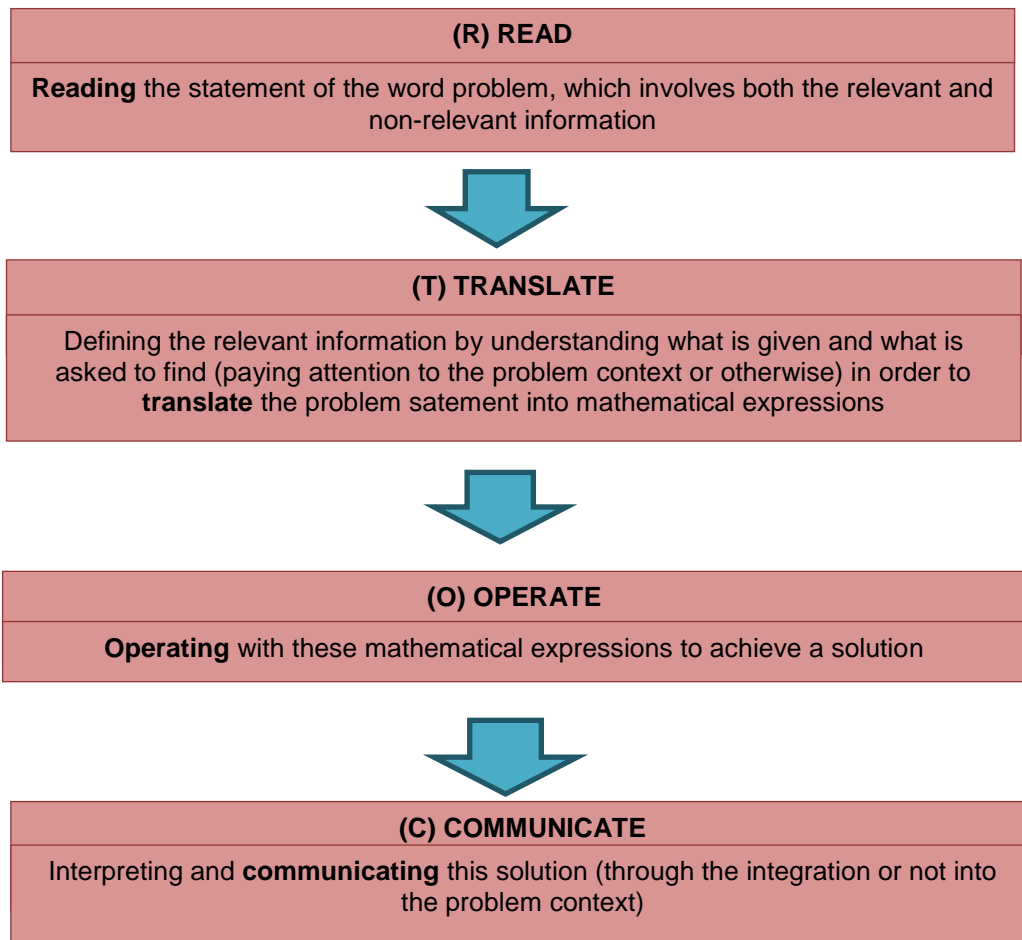 (R) READ
Reading the statement of the word problem, which involves both the relevant and
non-relevant information
(T) TRANSLATE
Defining the relevant information by understanding what is given and what is
asked to find (paying attention to the problem context or otherwise) in order to
translate the problem satement into mathematical expressions
(O) OPERATE
Operating with these mathematical expressions to achieve a solution
(C) COMMUNICATE
Interpreting and communicating this solution (through the integration or not into
the problem context)